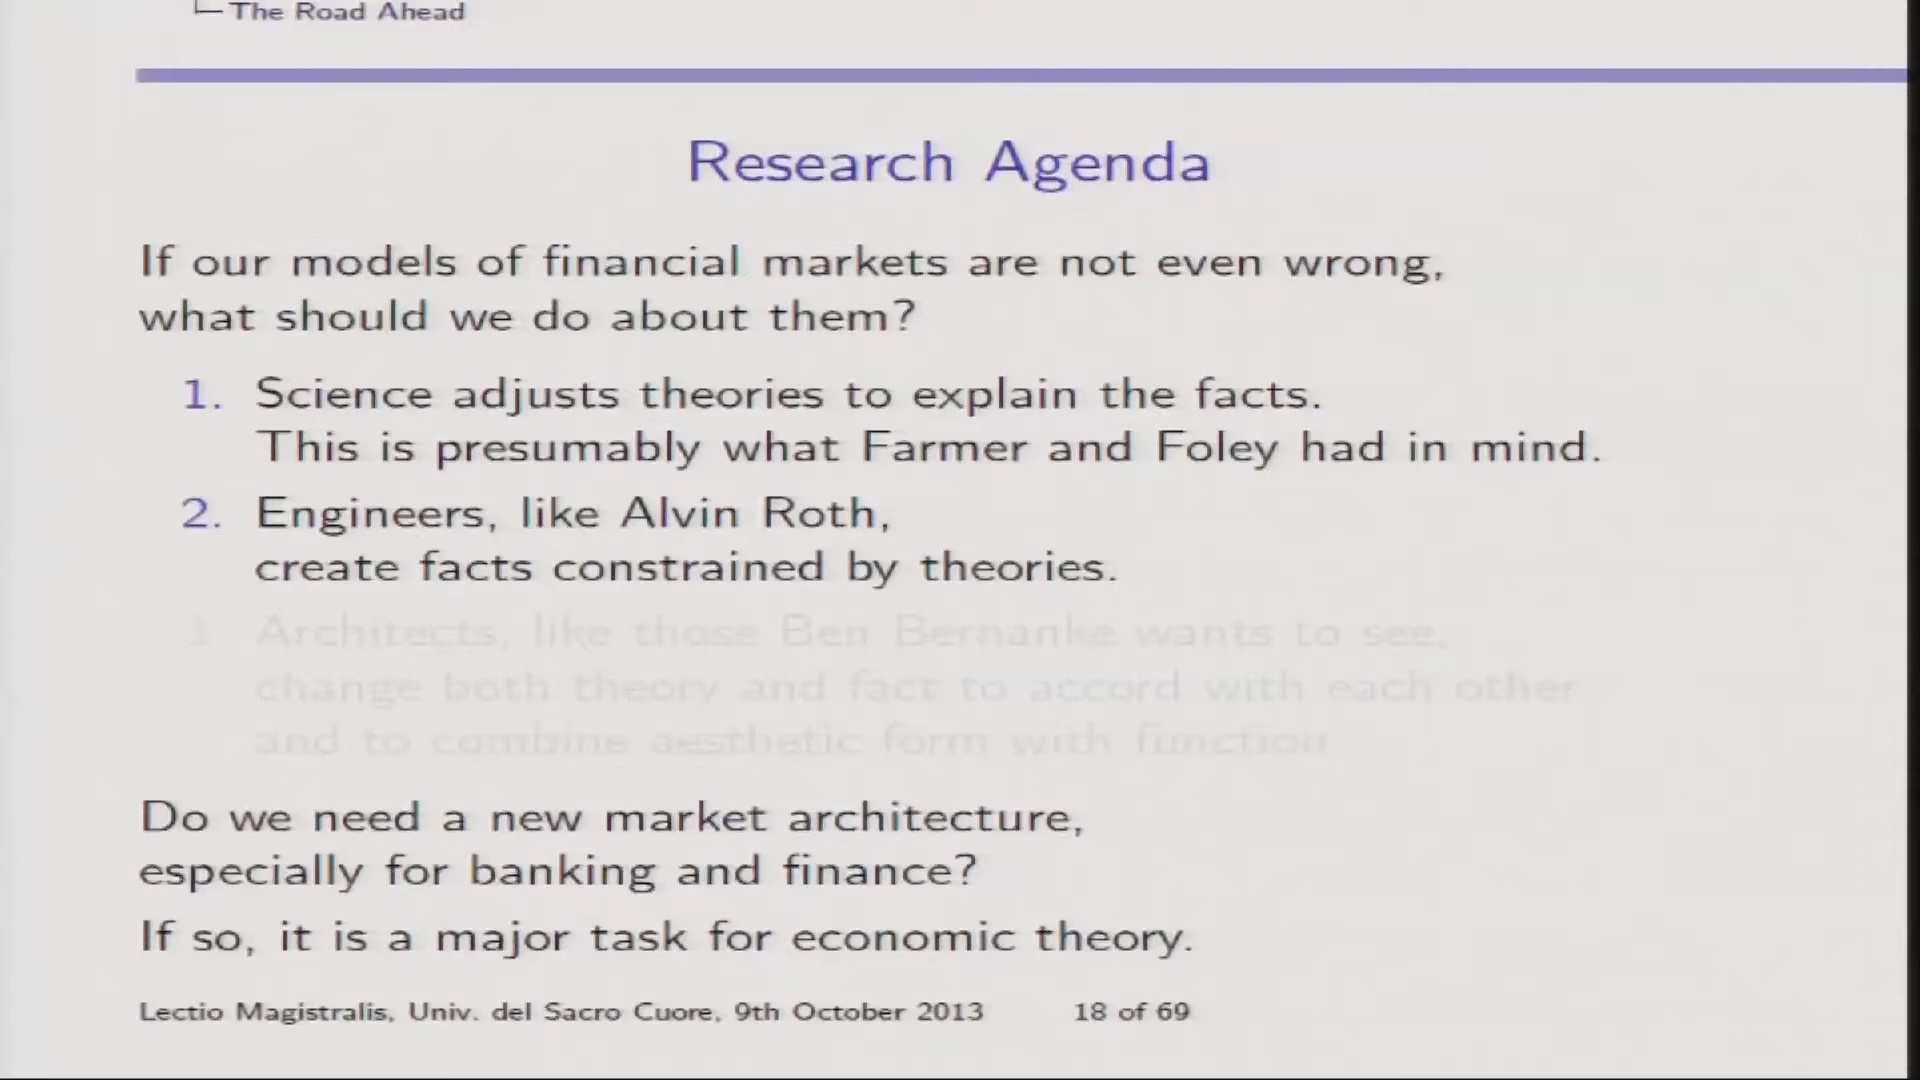 The Road Ahead
Research Agenda
If our models of financial markets are not even wrong,
what should we do about them?
1. Science adjusts theories to explain the facts.
This is presumably what Farmer and Foley had in mind.
2. Engineers, like Alvin Roth,
create facts constrained by theories.
3. Architects, like those Ben Bernanke wants to see,
change both theory and fact to accord with each other
and to combine aesthetic form with function
Do we need a new market architecture,
especially for banking and finance?
If so, it is a major task for economic theory.
Lectio Magistralis, Univ. del Sacro Cuore, 9th October 2013 18 of 69